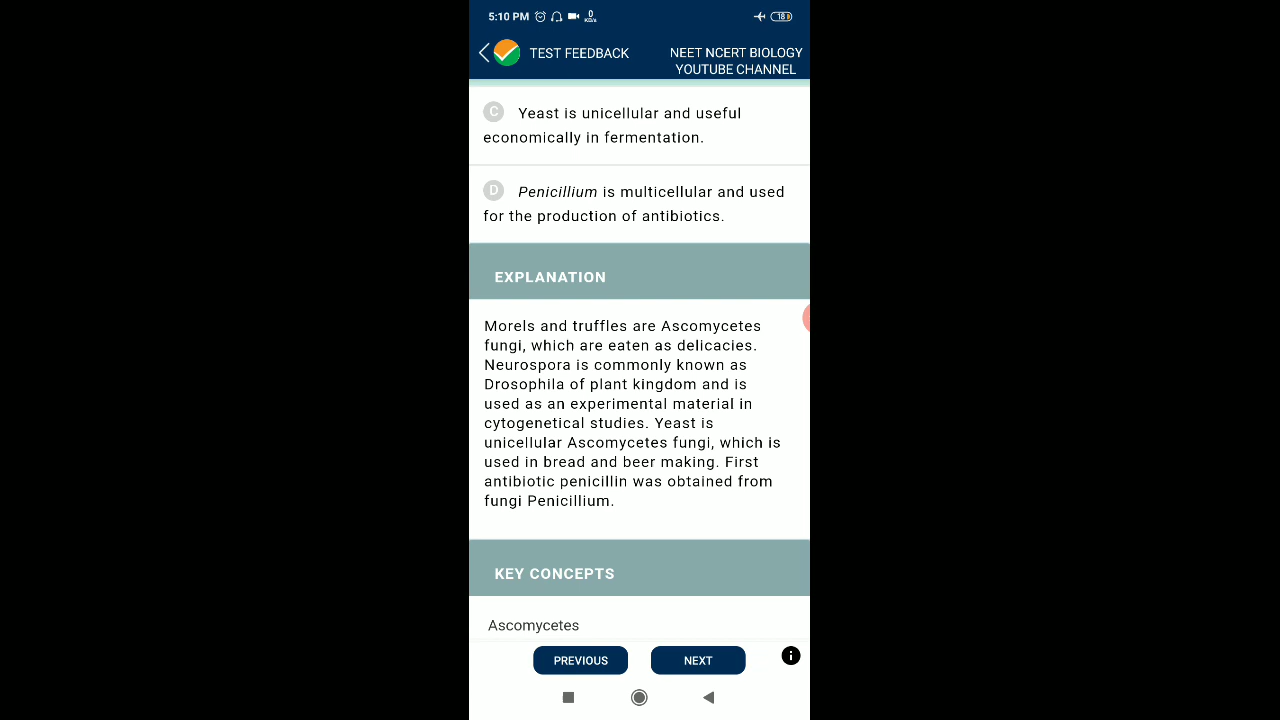 5:10 PM 0 KB/s 18
TEST FEEDBACK
NEET NCERT BIOLOGY
YOUTUBE CHANNEL
C Yeast is unicellular and useful
economically in fermentation.
D Penicillium is multicellular and used
for the production of antibiotics.
EXPLANATION
Morels and truffles are Ascomycetes
fungi, which are eaten as delicacies.
Neurospora is commonly known as
Drosophila of plant kingdom and is
used as an experimental material in
cytogenetical studies. Yeast is
unicellular Ascomycetes fungi, which is
used in bread and beer making. First
antibiotic penicillin was obtained from
fungi Penicillium.
KEY CONCEPTS
Ascomycetes
PREVIOUS NEXT